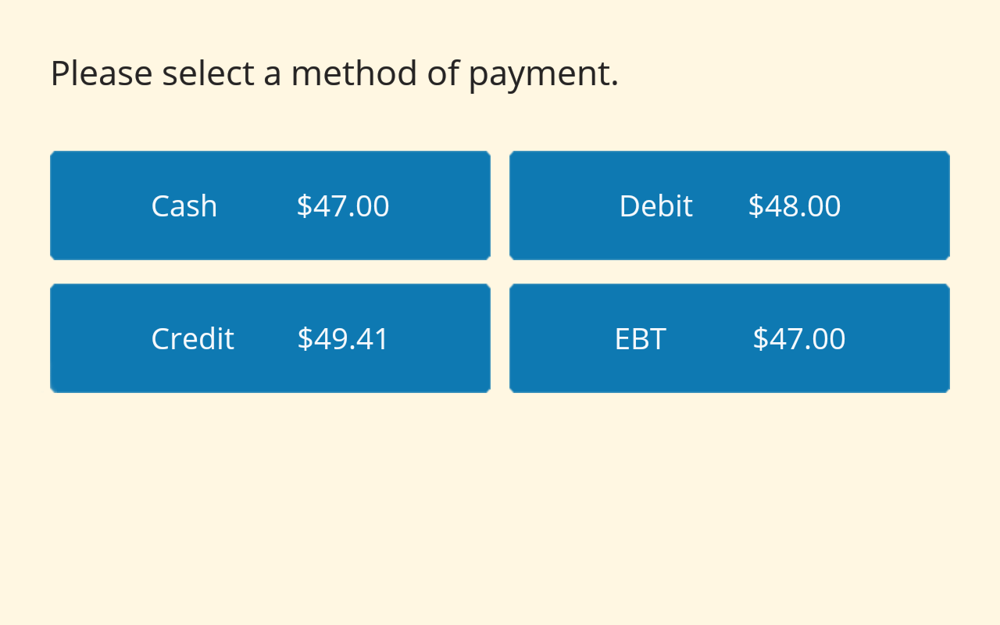 Please select a method of payment.
Cash $47.00
Debit $48.00
Credit $49.41
EBT $47.00